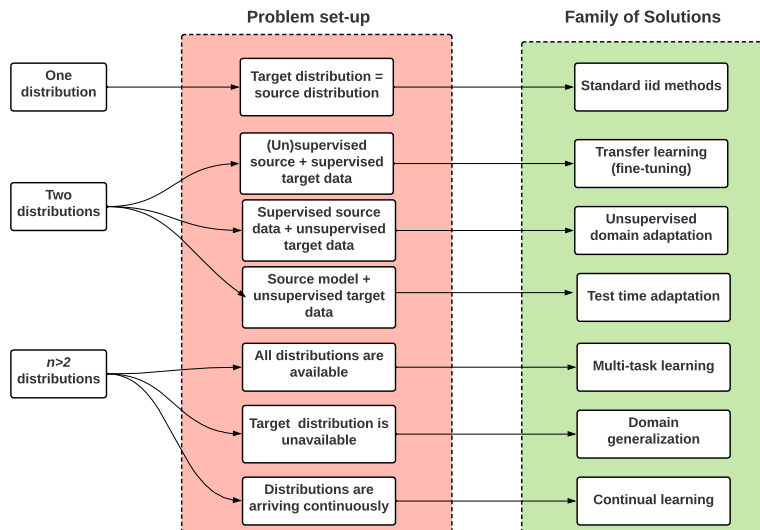 Problem set-up
Family of Solutions
One
distribution
Target distribution =
source distribution
Standard iid methods
Two
distributions
(Un)supervised
source + supervised
target data
Transfer learning
(fine-tuning)
Supervised source
data + unsupervised
target data
Unsupervised
domain adaptation
Source model +
unsupervised target
data
Test time adaptation
n>2
distributions
All distributions are
available
Multi-task learning
Target distribution is
unavailable
Domain
generalization
Distributions are
arriving continuously
Continual learning